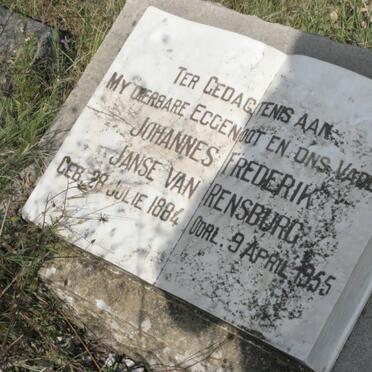 TER GEDAGTENIS AAN
MY DIERBARE EGGENOOT EN ONS VADER
JOHANNES FREDERIK
JANSE VAN RENSBURG
GEB. 28 JULIE 1884 OORL. 9 APRIL 1955